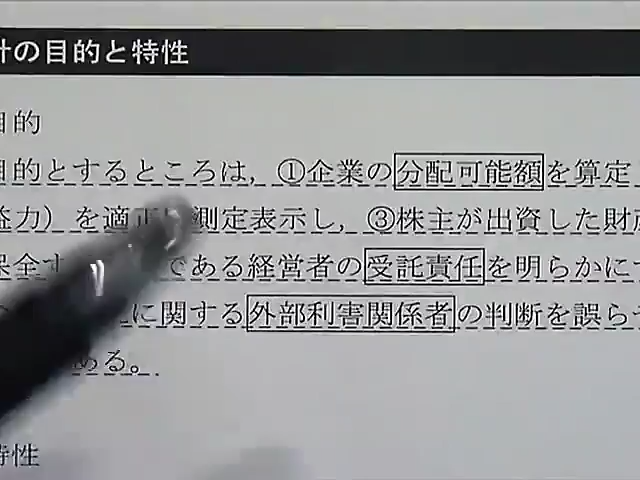 計の目的と特性
目的
目的とするところは，①企業の分配可能額を算定
益力）を適正に測定表示し，③株主が出資した財産
保全す である経営者の受託責任を明らかにす
に関する外部利害関係者の判断を誤らせ
める。
特性